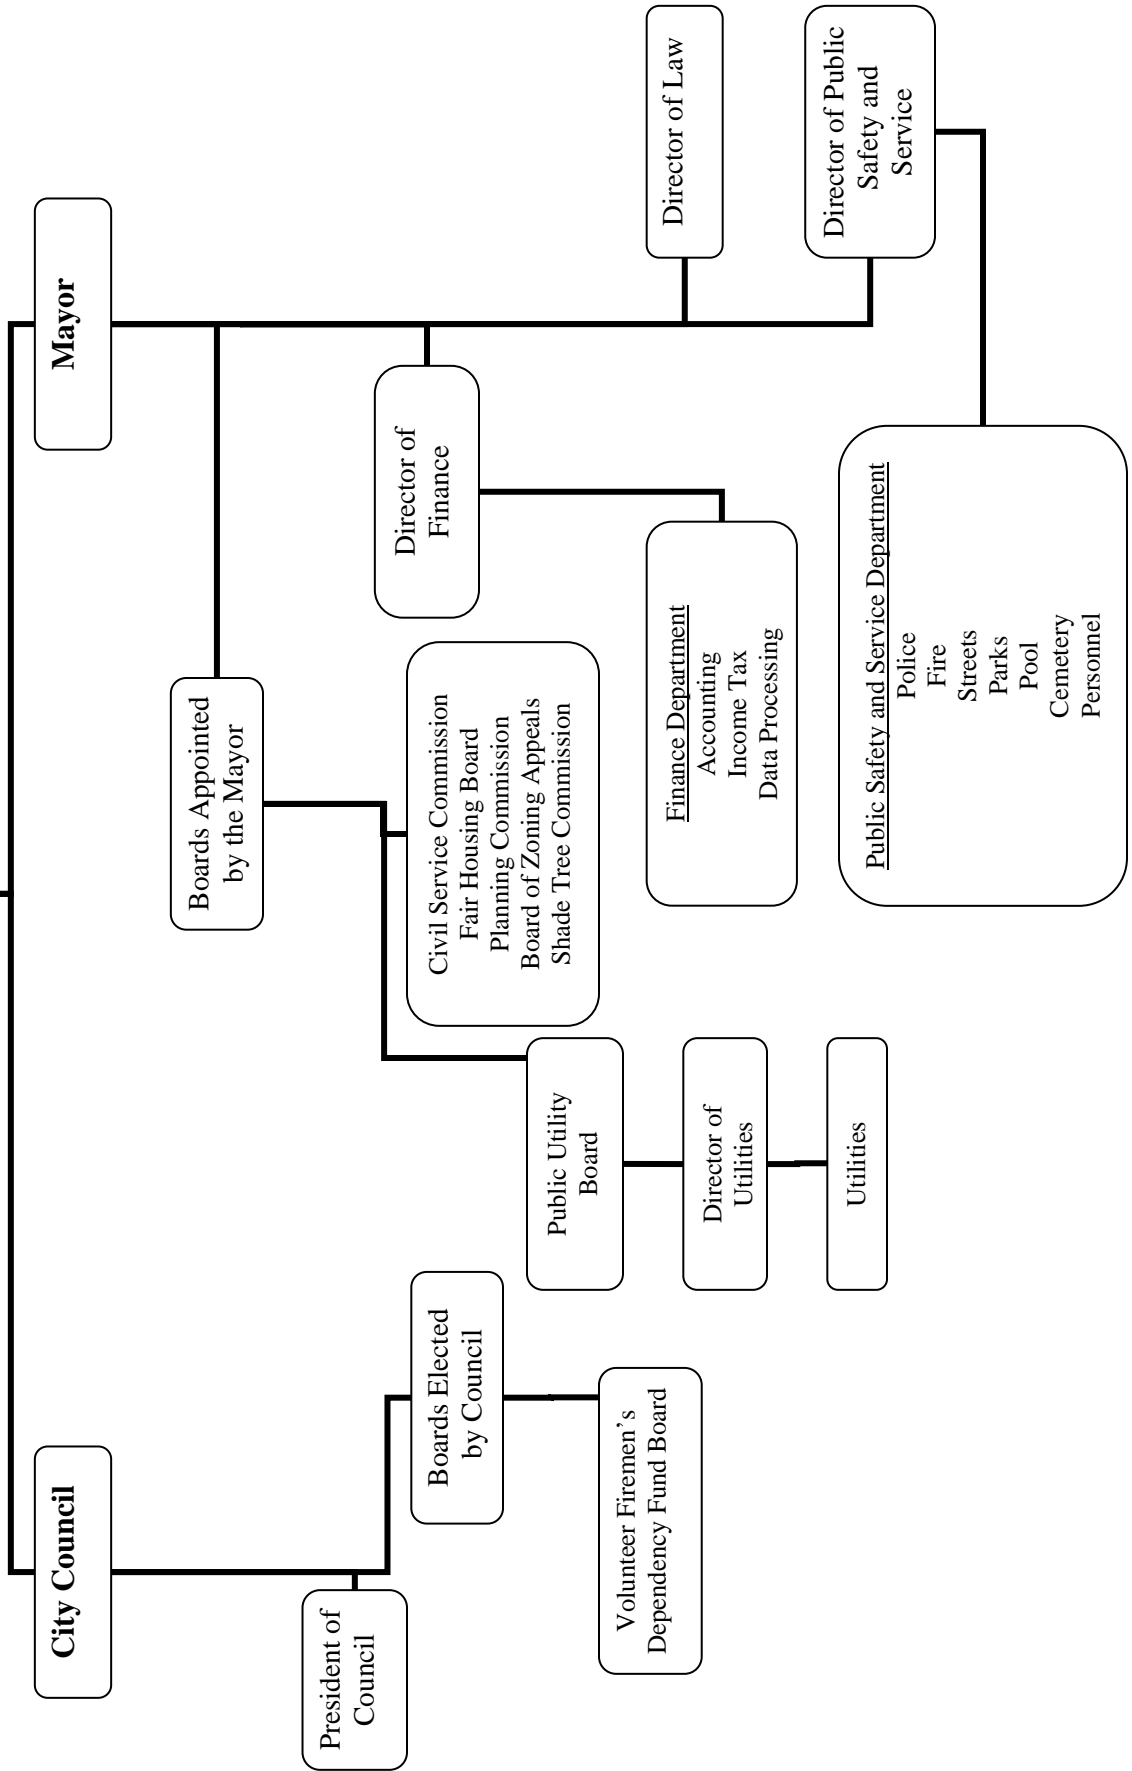 City Council
Mayor
President of
Council
Boards Elected
by Council
Volunteer Firemen’s
Dependency Fund Board
Boards Appointed
by the Mayor
Public Utility
Board
Director of
Utilities
Utilities
Civil Service Commission
Fair Housing Board
Planning Commission
Board of Zoning Appeals
Shade Tree Commission
Director of
Finance
Finance Department
Accounting
Income Tax
Data Processing
Director of Law
Director of Public
Safety and
Service
Public Safety and Service Department
Police
Fire
Streets
Parks
Pool
Cemetery
Personnel